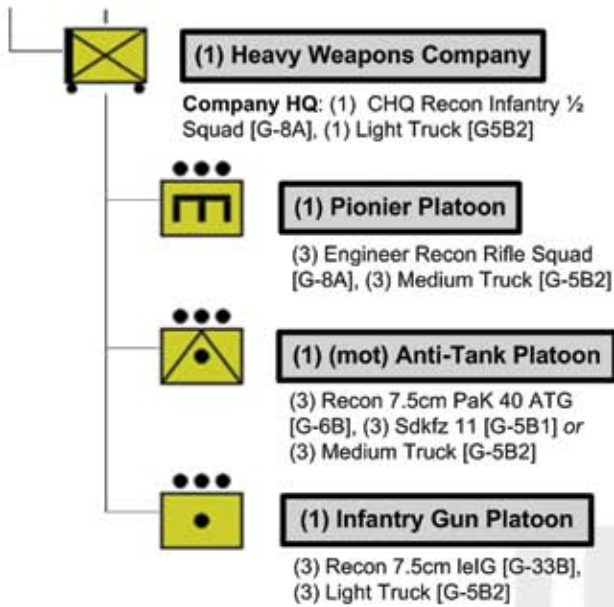 (1) Heavy Weapons Company
Company HQ: (1) CHQ Recon Infantry ½
Squad [G-8A], (1) Light Truck [G5B2]
(1) Pionier Platoon
(3) Engineer Recon Rifle Squad
[G-8A], (3) Medium Truck [G-5B2]
(1) (mot) Anti-Tank Platoon
(3) Recon 7.5cm PaK 40 ATG
[G-6B], (3) Sdkfz 11 [G-5B1] or
(3) Medium Truck [G-5B2]
(1) Infantry Gun Platoon
(3) Recon 7.5cm leIG [G-33B],
(3) Light Truck [G-5B2]